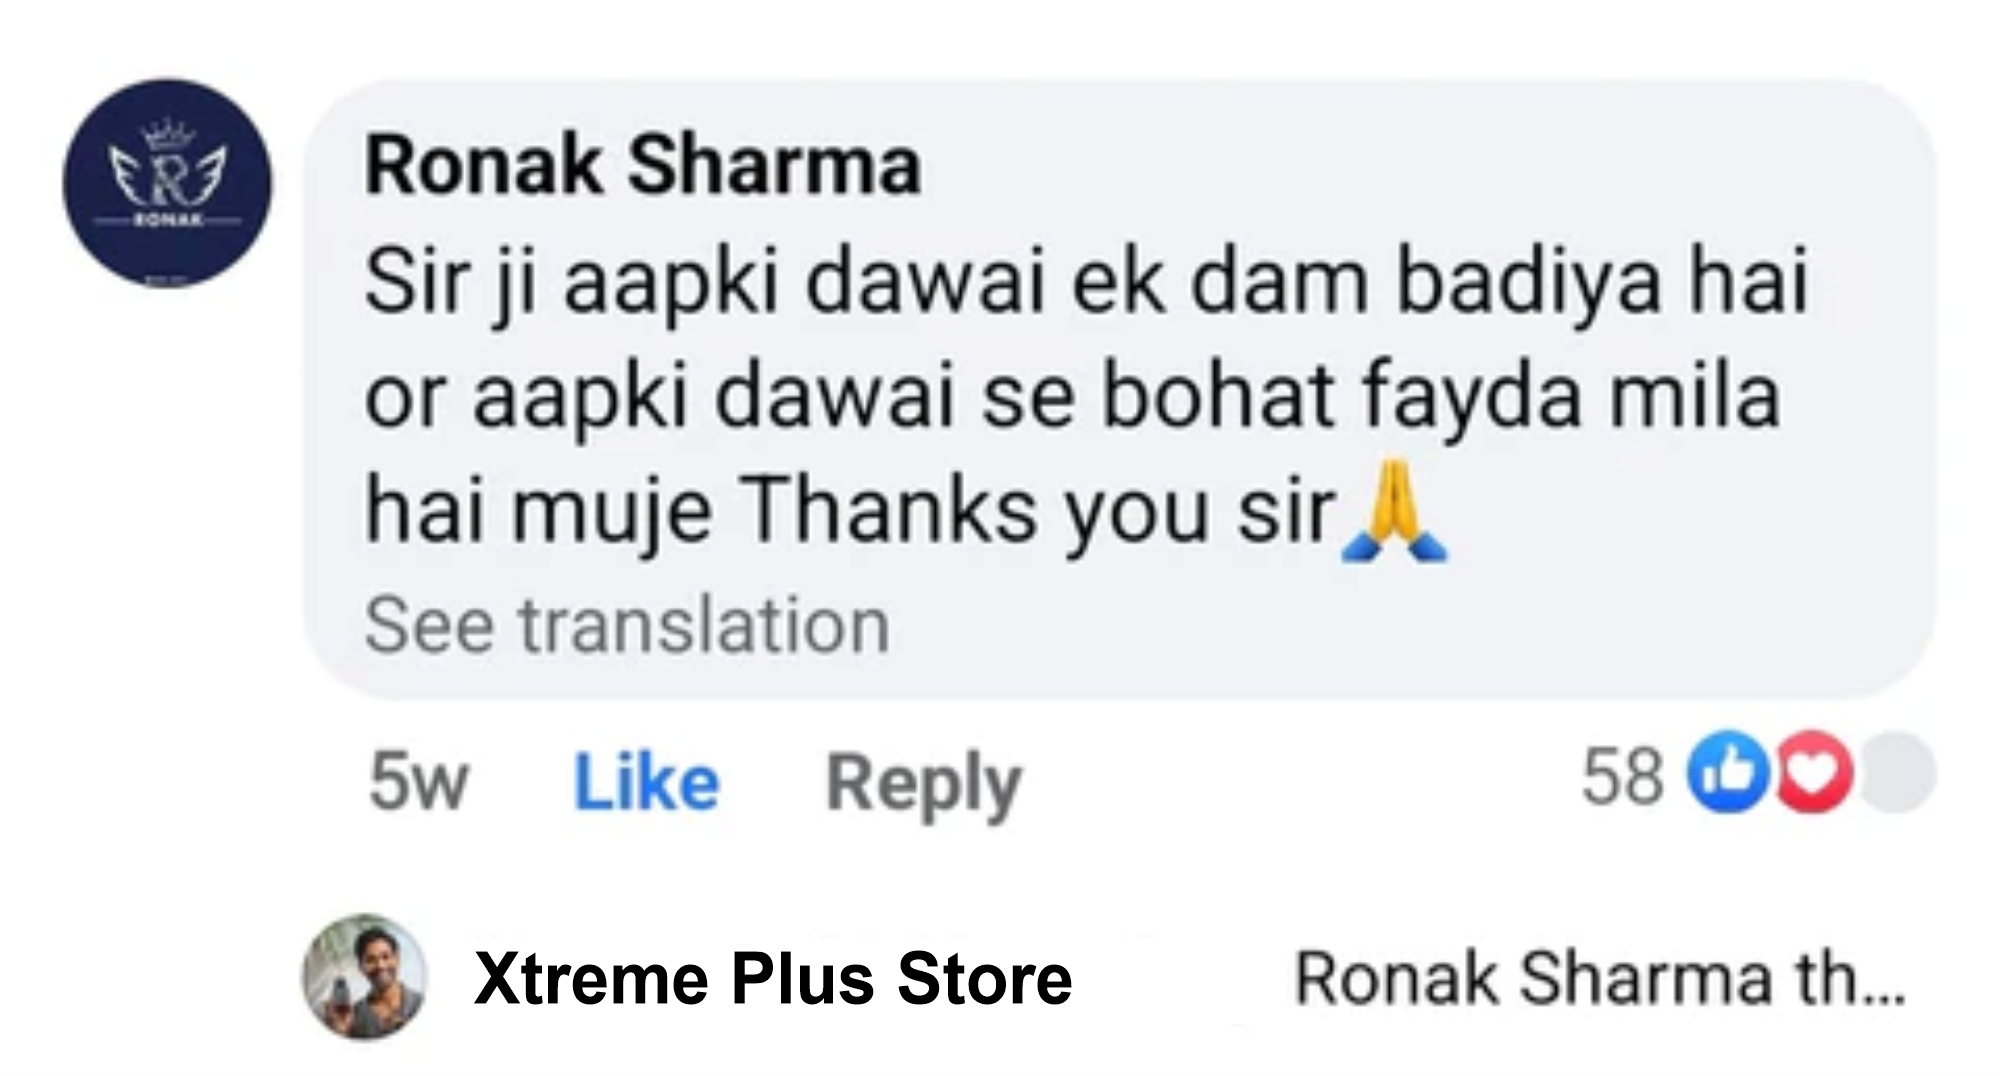 RONAK
Ronak Sharma
Sir ji aapki dawai ek dam badiya hai
or aapki dawai se bohat fayda mila
hai muje Thanks you sir🙏
See translation
5w Like Reply 58
Xtreme Plus Store Ronak Sharma th...